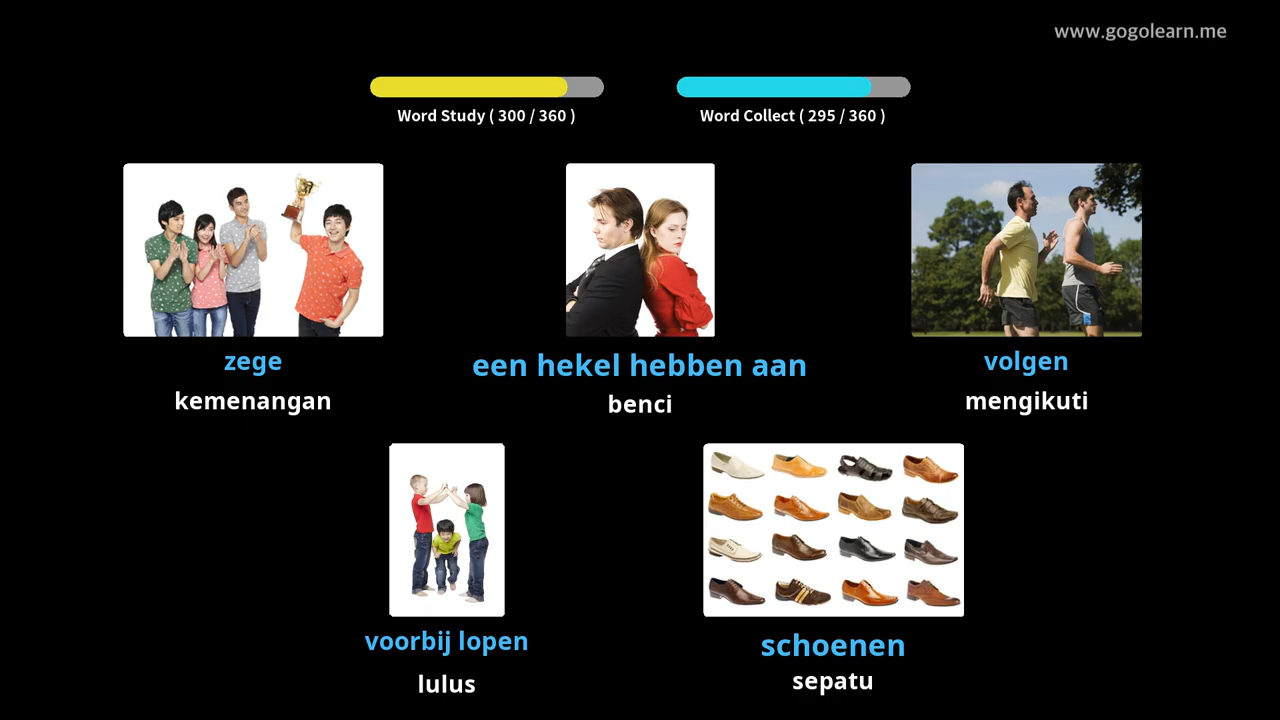 www.gogolearn.me
Word Study ( 300 / 360 )
Word Collect ( 295 / 360 )
zege
kemenangan
een hekel hebben aan
benci
volgen
mengikuti
voorbij lopen
lulus
schoenen
sepatu